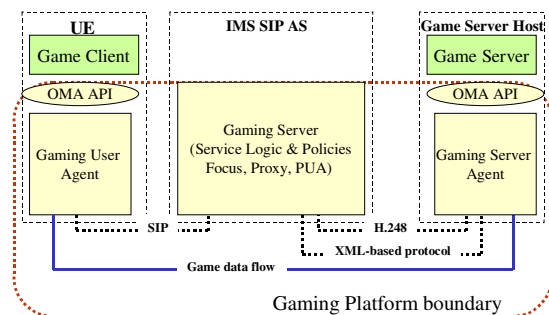 UE
IMS SIP AS
Game Server Host
Game Client
Game Server
OMA API
OMA API
Gaming User
Agent
Gaming Server
(Service Logic & Policies
Focus, Proxy, PUA)
Gaming Server
Agent
SIP
H.248
XML-based protocol
Game data flow
Gaming Platform boundary